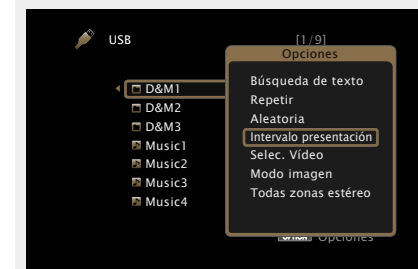 USB
[1/9]
Opciones
Búsqueda de texto
Repetir
Aleatoria
Intervalo presentación
Selec. Vídeo
Modo imagen
Todas zonas estéreo
D&M1
D&M2
D&M3
Music1
Music2
Music3
Music4
OPTION Opciones